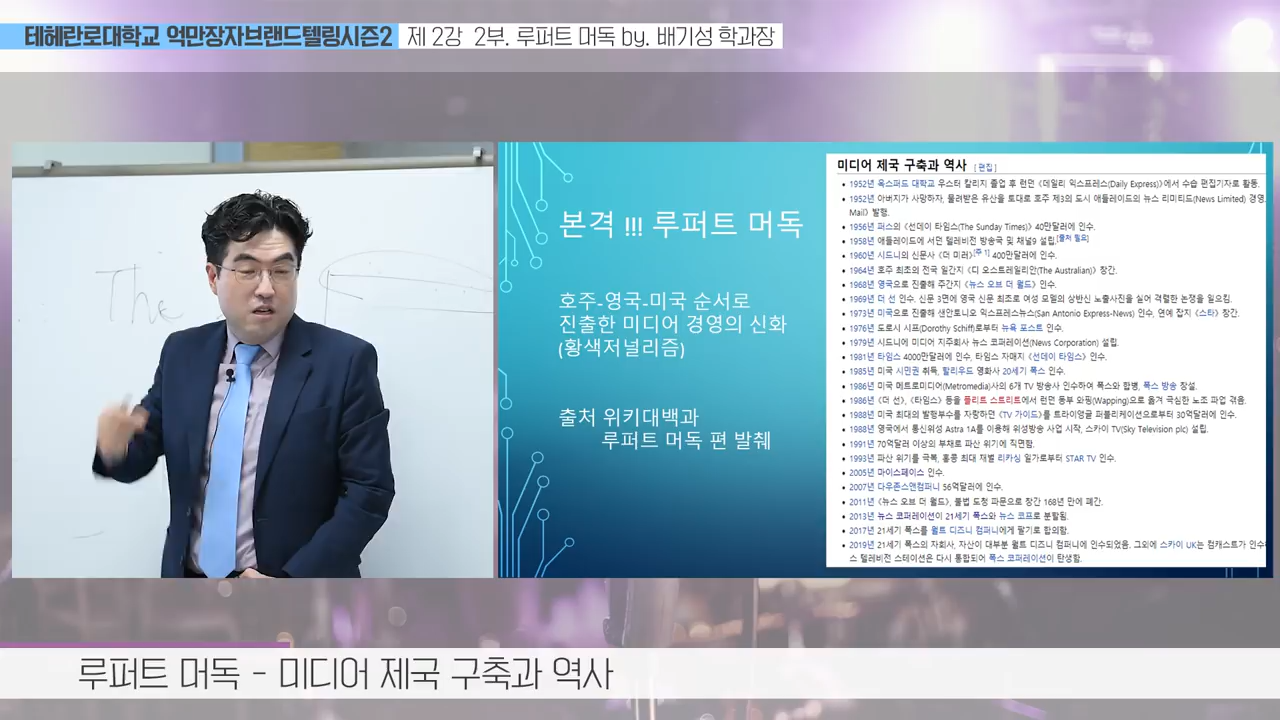 테헤란로대학교 억만장자브랜드텔링시즌2 제 2강 2부. 루퍼트 머독 by. 배기성 학과장
The
본격 !!! 루퍼트 머독
호주-영국-미국 순서로
진출한 미디어 경영의 신화
(황색저널리즘)
출처 위키대백과
루퍼트 머독 편 발췌
미디어 제국 구축과 역사 [편집]
• 1952년 옥스퍼드 대학교 우스터 칼리지 졸업 후 런던 《데일리 익스프레스(Daily Express)》에서 수습 편집기자로 활동.
• 1952년 아버지가 사망하자, 물려받은 유산을 토대로 호주 제3의 도시 애들레이드의 뉴스 리미티드(News Limited) 경영.
Mail》 발행.
• 1956년 퍼스의 《선데이 타임스(The Sunday Times)》 40만달러에 인수.
• 1958년 애들레이드에 서던 텔레비전 방송국 및 채널9 설립.[출처 필요]
• 1960년 시드니의 신문사 《더 미러》[주 1] 400만달러에 인수.
• 1964년 호주 최초의 전국 일간지 《디 오스트레일리안(The Australian)》 창간.
• 1968년 영국으로 진출해 주간지 《뉴스 오브 더 월드》 인수.
• 1969년 더 선 인수. 신문 3면에 영국 신문 최초로 여성 모델의 상반신 노출사진을 실어 격렬한 논쟁을 일으킴.
• 1973년 미국으로 진출해 샌안토니오 익스프레스뉴스(San Antonio Express-News) 인수, 연예 잡지 《스타》 창간.
• 1976년 도로시 시프(Dorothy Schiff)로부터 뉴욕 포스트 인수.
• 1979년 시드니에 미디어 지주회사 뉴스 코퍼레이션(News Corporation) 설립.
• 1981년 타임스 4000만달러에 인수, 타임스 자매지 《선데이 타임스》 인수.
• 1985년 미국 시민권 취득, 할리우드 영화사 20세기 폭스 인수.
• 1986년 미국 메트로미디어(Metromedia)사의 6개 TV 방송사 인수하여 폭스와 합병, 폭스 방송 창설.
• 1986년 《더 선》, 《타임스》 등을 플리트 스트리트에서 런던 동부 와핑(Wapping)으로 옮겨 극심한 노조 파업 겪음.
• 1988년 미국 최대의 발행부수를 자랑하던 《TV 가이드》를 트라이앵글 퍼블리케이션으로부터 30억달러에 인수.
• 1988년 영국에서 통신위성 Astra 1A를 이용해 위성방송 사업 시작, 스카이 TV(Sky Television plc) 설립.
• 1991년 70억달러 이상의 부채로 파산 위기에 직면함.
• 1993년 파산 위기를 극복, 홍콩 최대 재벌 리카싱 일가로부터 STAR TV 인수.
• 2005년 마이스페이스 인수.
• 2007년 다우존스앤컴퍼니 56억달러에 인수.
• 2011년 《뉴스 오브 더 월드》, 불법 도청 파문으로 창간 168년 만에 폐간.
• 2013년 뉴스 코퍼레이션이 21세기 폭스와 뉴스 코프로 분할됨.
• 2017년 21세기 폭스를 월트 디즈니 컴퍼니에게 팔기로 합의함.
• 2019년 21세기 폭스의 자회사, 자산이 대부분 월트 디즈니 컴퍼니에 인수되었음, 그외에 스카이 UK는 컴캐스트가 인수
스 텔레비전 스테이션은 다시 통합되어 폭스 코퍼레이션이 탄생함.
루퍼트 머독 - 미디어 제국 구축과 역사